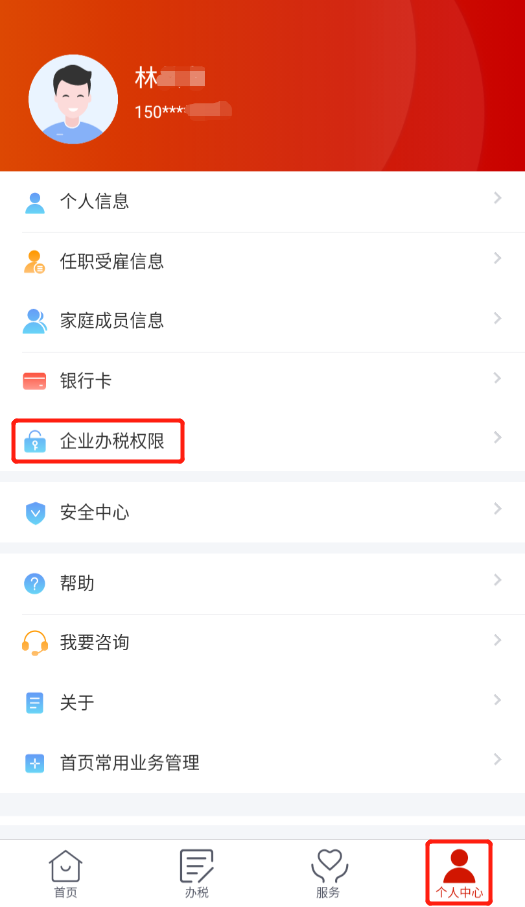 林
150***
个人信息
任职受雇信息
家庭成员信息
银行卡
企业办税权限
安全中心
帮助
我要咨询
关于
首页常用业务管理
首页
办税
服务
个人中心